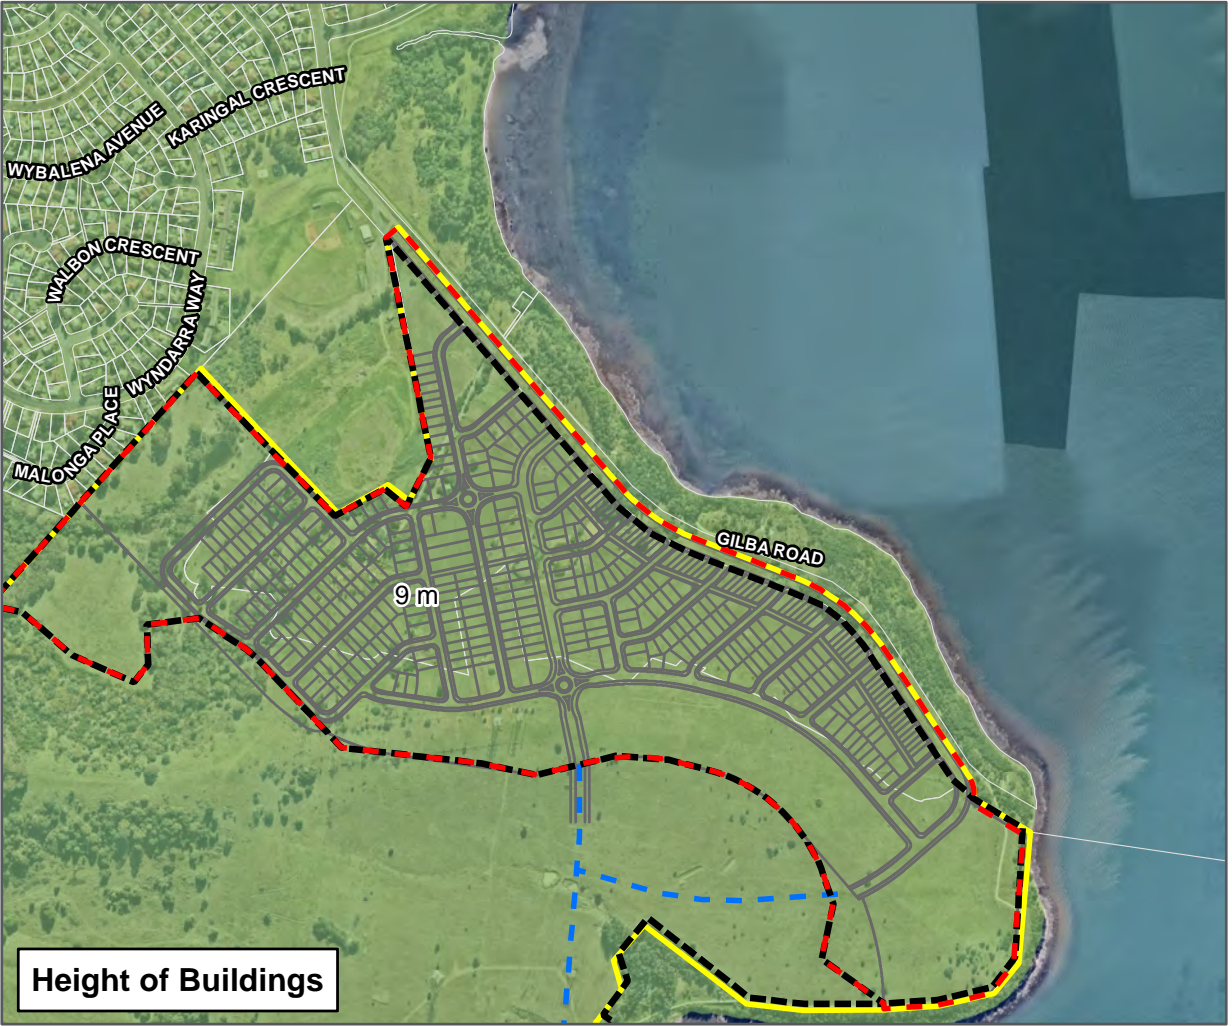 KARINGAL CRESCENT
WYBALENA AVENUE
WALBON CRESCENT
WYNDARRA WAY
MALONGA PLACE
GILBA ROAD
9 m
Height of Buildings